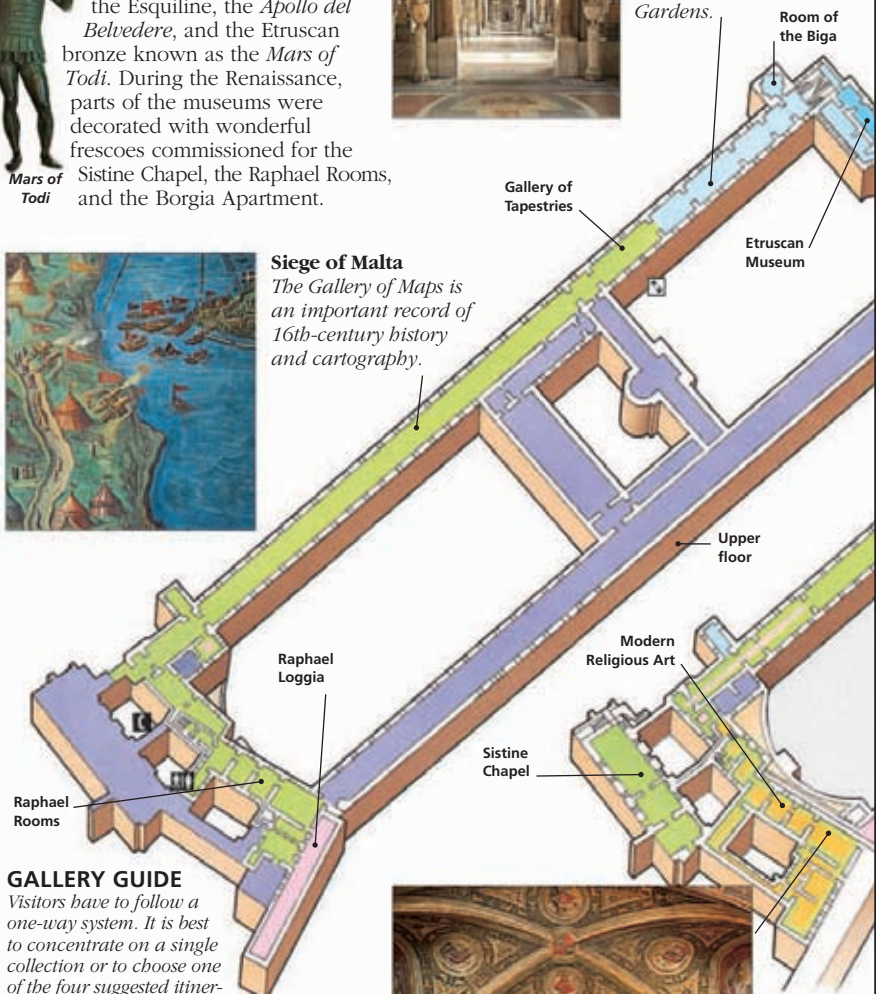 the Esquiline, the Apollo del
Belvedere, and the Etruscan
bronze known as the Mars of
Todi. During the Renaissance,
parts of the museums were
decorated with wonderful
frescoes commissioned for the
Sistine Chapel, the Raphael Rooms,
and the Borgia Apartment.
Mars of
Todi
Gardens.
Room of
the Biga
Gallery of
Tapestries
Etruscan
Museum
Siege of Malta
The Gallery of Maps is
an important record of
16th-century history
and cartography.
Upper
floor
Raphael
Loggia
Modern
Religious Art
Sistine
Chapel
Raphael
Rooms
GALLERY GUIDE
Visitors have to follow a
one-way system. It is best
to concentrate on a single
collection or to choose one
of the four suggested itiner-